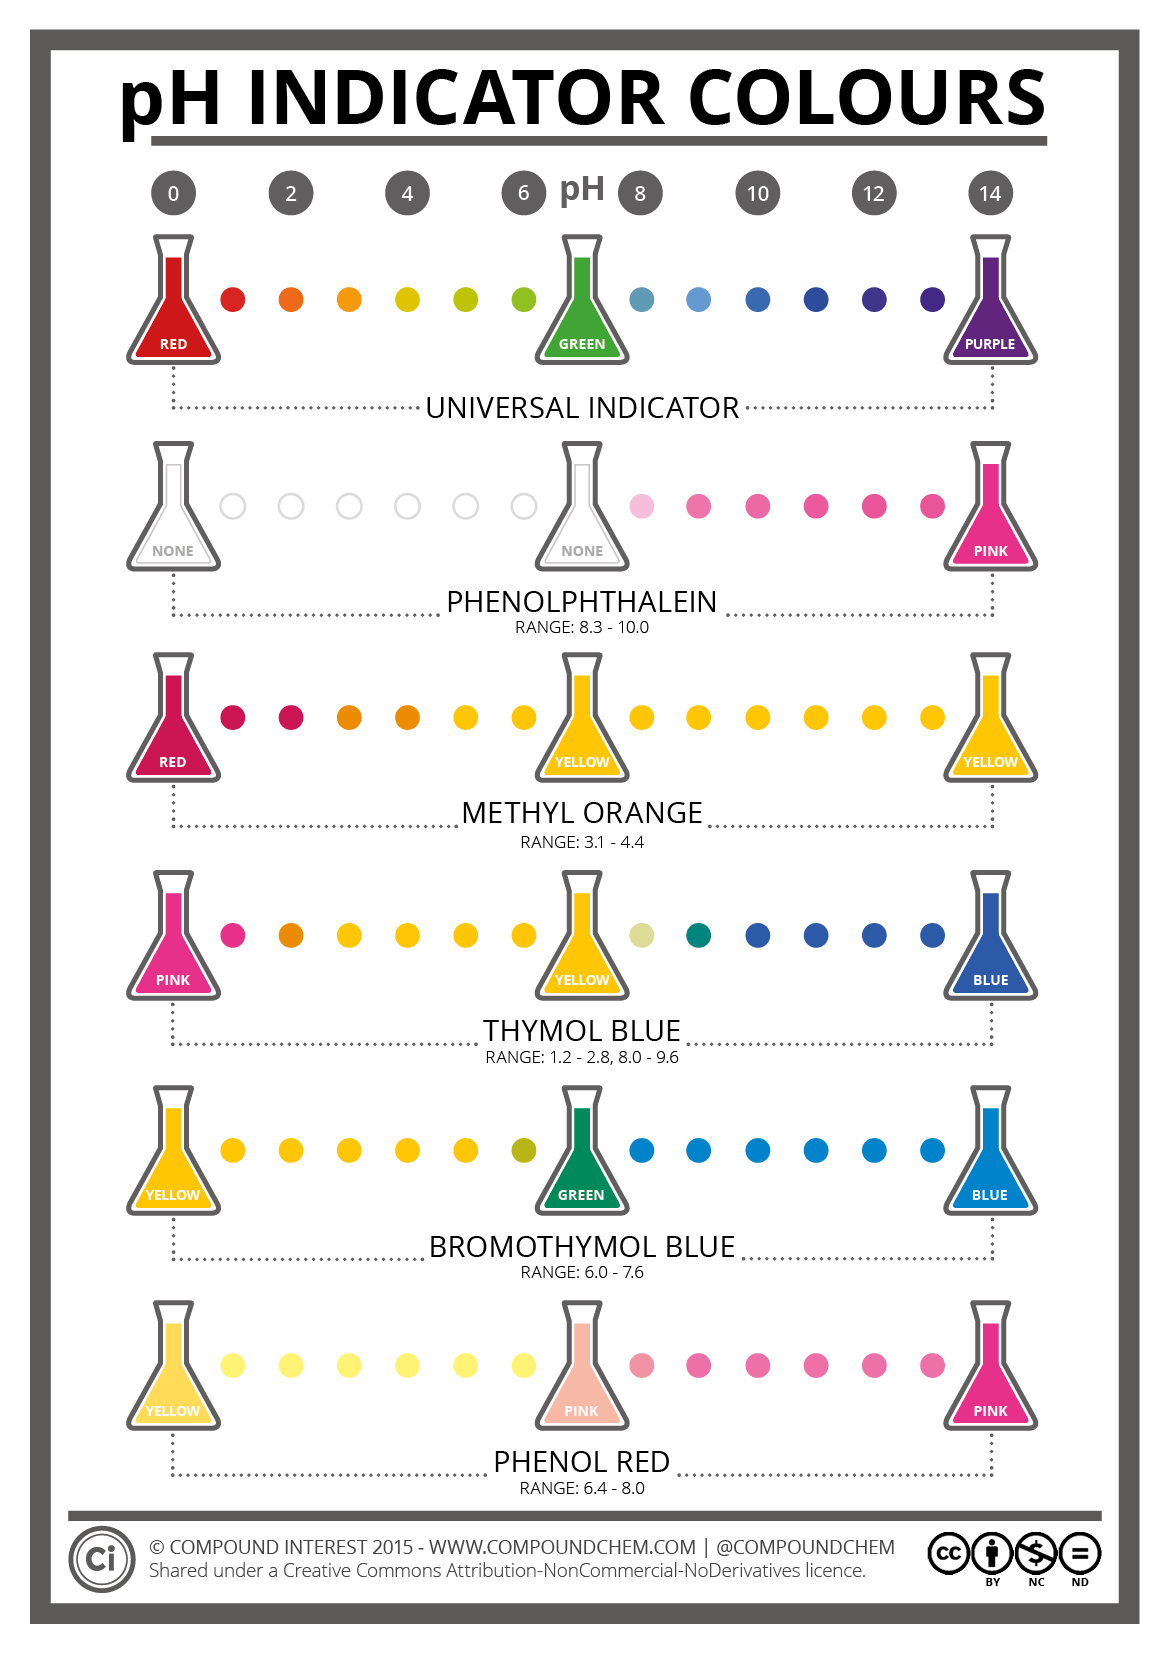 pH INDICATOR COLOURS
0 2 4 6 pH 8 10 12 14
RED GREEN PURPLE
UNIVERSAL INDICATOR
NONE NONE PINK
PHENOLPHTHALEIN
RANGE: 8.3 - 10.0
RED YELLOW YELLOW
METHYL ORANGE
RANGE: 3.1 - 4.4
PINK YELLOW BLUE
THYMOL BLUE
RANGE: 1.2 - 2.8, 8.0 - 9.6
YELLOW GREEN BLUE
BROMOTHYMOL BLUE
RANGE: 6.0 - 7.6
YELLOW PINK PINK
PHENOL RED
RANGE: 6.4 - 8.0
Ci © COMPOUND INTEREST 2015 - WWW.COMPOUNDCHEM.COM | @COMPOUNDCHEM
Shared under a Creative Commons Attribution-NonCommercial-NoDerivatives licence.
cc $ =
BY NC ND